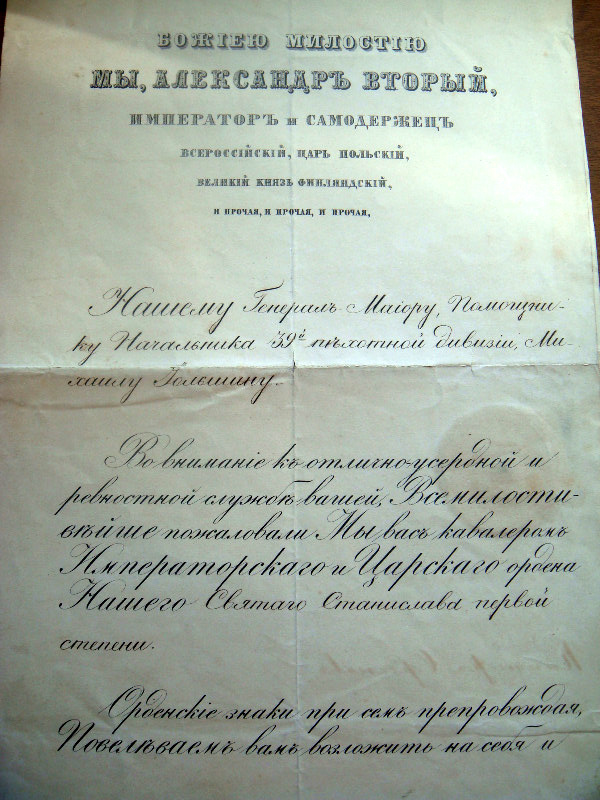 БОЖІЕЮ МИЛОСТІЮ
МЫ, АЛЕКСАНДРЪ ВТОРЫЙ,
ИМПЕРАТОРЪ И САМОДЕРЖЕЦЪ
ВСЕРОССІЙСКІЙ, ЦАРЬ ПОЛЬСКІЙ,
ВЕЛИКІЙ КНЯЗЬ ФИНЛЯНДСКІЙ,
И ПРОЧАЯ, И ПРОЧАЯ, И ПРОЧАЯ,
Нашему Генералъ-Маіору, Помощни-
ку Начальника 39й пѣхотной дивизіи, Ми-
хаилу Голешину.
Во вниманіе къ отлично-усердной и
ревностной службѣ вашей, Всемилости-
вѣйше пожаловали Мы васъ кавалеромъ
Императорскаго и Царскаго ордена
Нашего Святаго Станислава первой
степени.
Орденскіе знаки при семъ препровождая,
Повелѣваемъ вамъ возложить на себя и